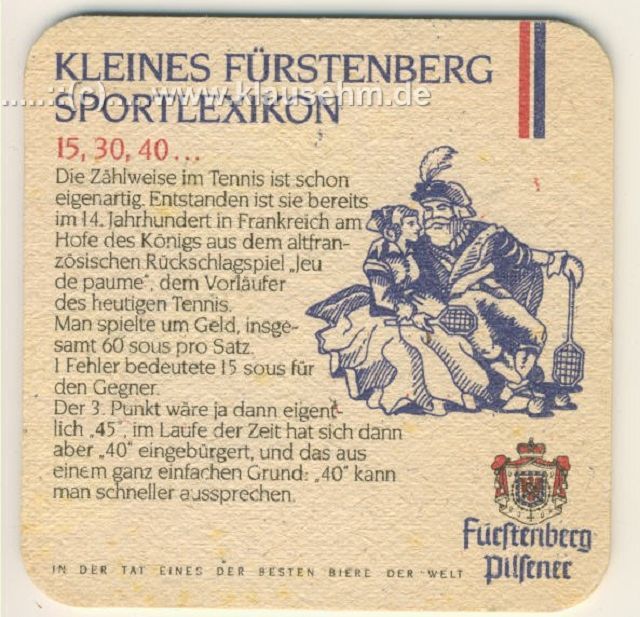 KLEINES FÜRSTENBERG
.....::(c)::..... www.klausehm.de
SPORTLEXIKON
15, 30, 40...
Die Zählweise im Tennis ist schon
eigenartig. Entstanden ist sie bereits
im 14. Jahrhundert in Frankreich am
Hofe des Königs aus dem altfran-
zösischen Rückschlagspiel „Jeu
de paume", dem Vorläufer
des heutigen Tennis.
Man spielte um Geld, insge-
samt 60 sous pro Satz.
1 Fehler bedeutete 15 sous für
den Gegner.
Der 3. Punkt wäre ja dann eigent-
lich „45", im Laufe der Zeit hat sich dann
aber „40" eingebürgert, und das aus
einem ganz einfachen Grund: „40" kann
man schneller aussprechen.
Fürstenberg
Pilsener
IN DER TAT EINES DER BESTEN BIERE DER WELT